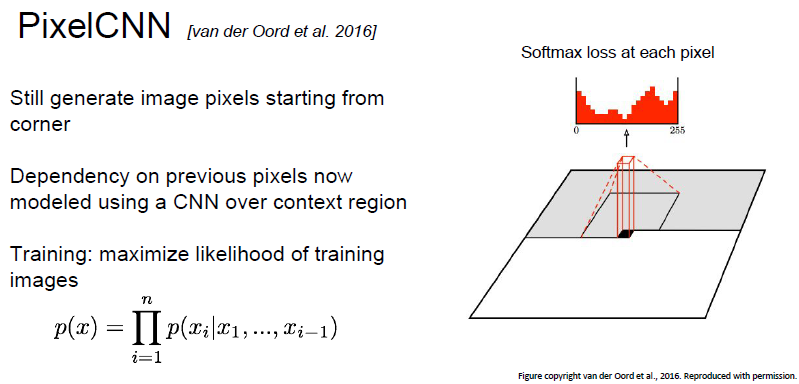 PixelCNN [van der Oord et al. 2016]
Still generate image pixels starting from
corner
Dependency on previous pixels now
modeled using a CNN over context region
Training: maximize likelihood of training
images
p(x) = ∏_{i=1}^{n} p(x_i|x_1, ..., x_{i−1})
Softmax loss at each pixel
0 255
Figure copyright van der Oord et al., 2016. Reproduced with permission.